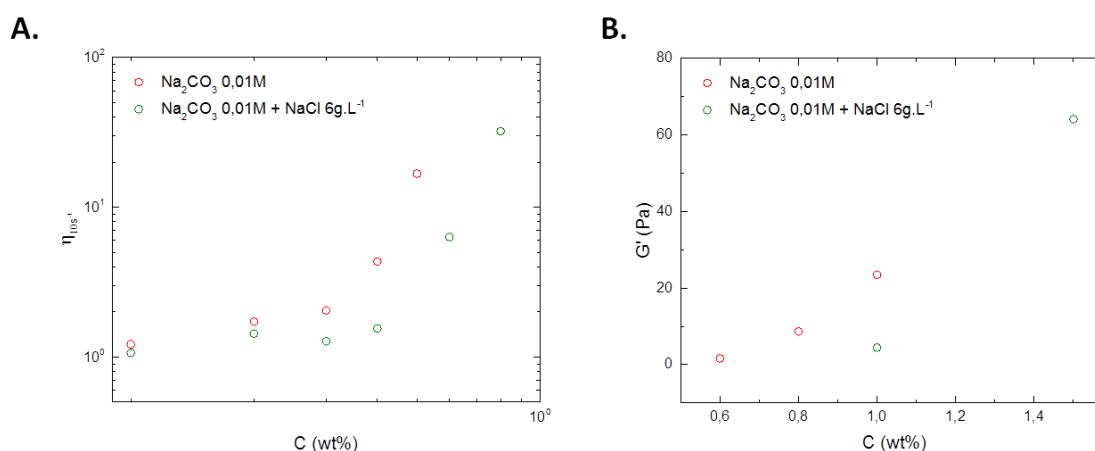 A.
10²
Na₂CO₃ 0,01M
Na₂CO₃ 0,01M + NaCl 6g.L⁻¹
10¹
η₁₀ₛ⁻¹
10⁰
10⁰
C (wt%)
B.
80
Na₂CO₃ 0,01M
Na₂CO₃ 0,01M + NaCl 6g.L⁻¹
60
40
G' (Pa)
20
0
0,6 0,8 1,0 1,2 1,4
C (wt%)